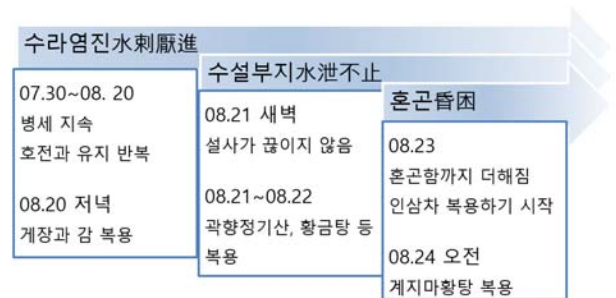 수라염진水剌厭進
07.30~08. 20
병세 지속
호전과 유지 반복
08.20 저녁
게장과 감 복용
수설부지水泄不止
08.21 새벽
설사가 끊이지 않음
08.21~08.22
곽향정기산, 황금탕 등
복용
혼곤昏困
08.23
혼곤함까지 더해짐
인삼차 복용하기 시작
08.24 오전
계지마황탕 복용